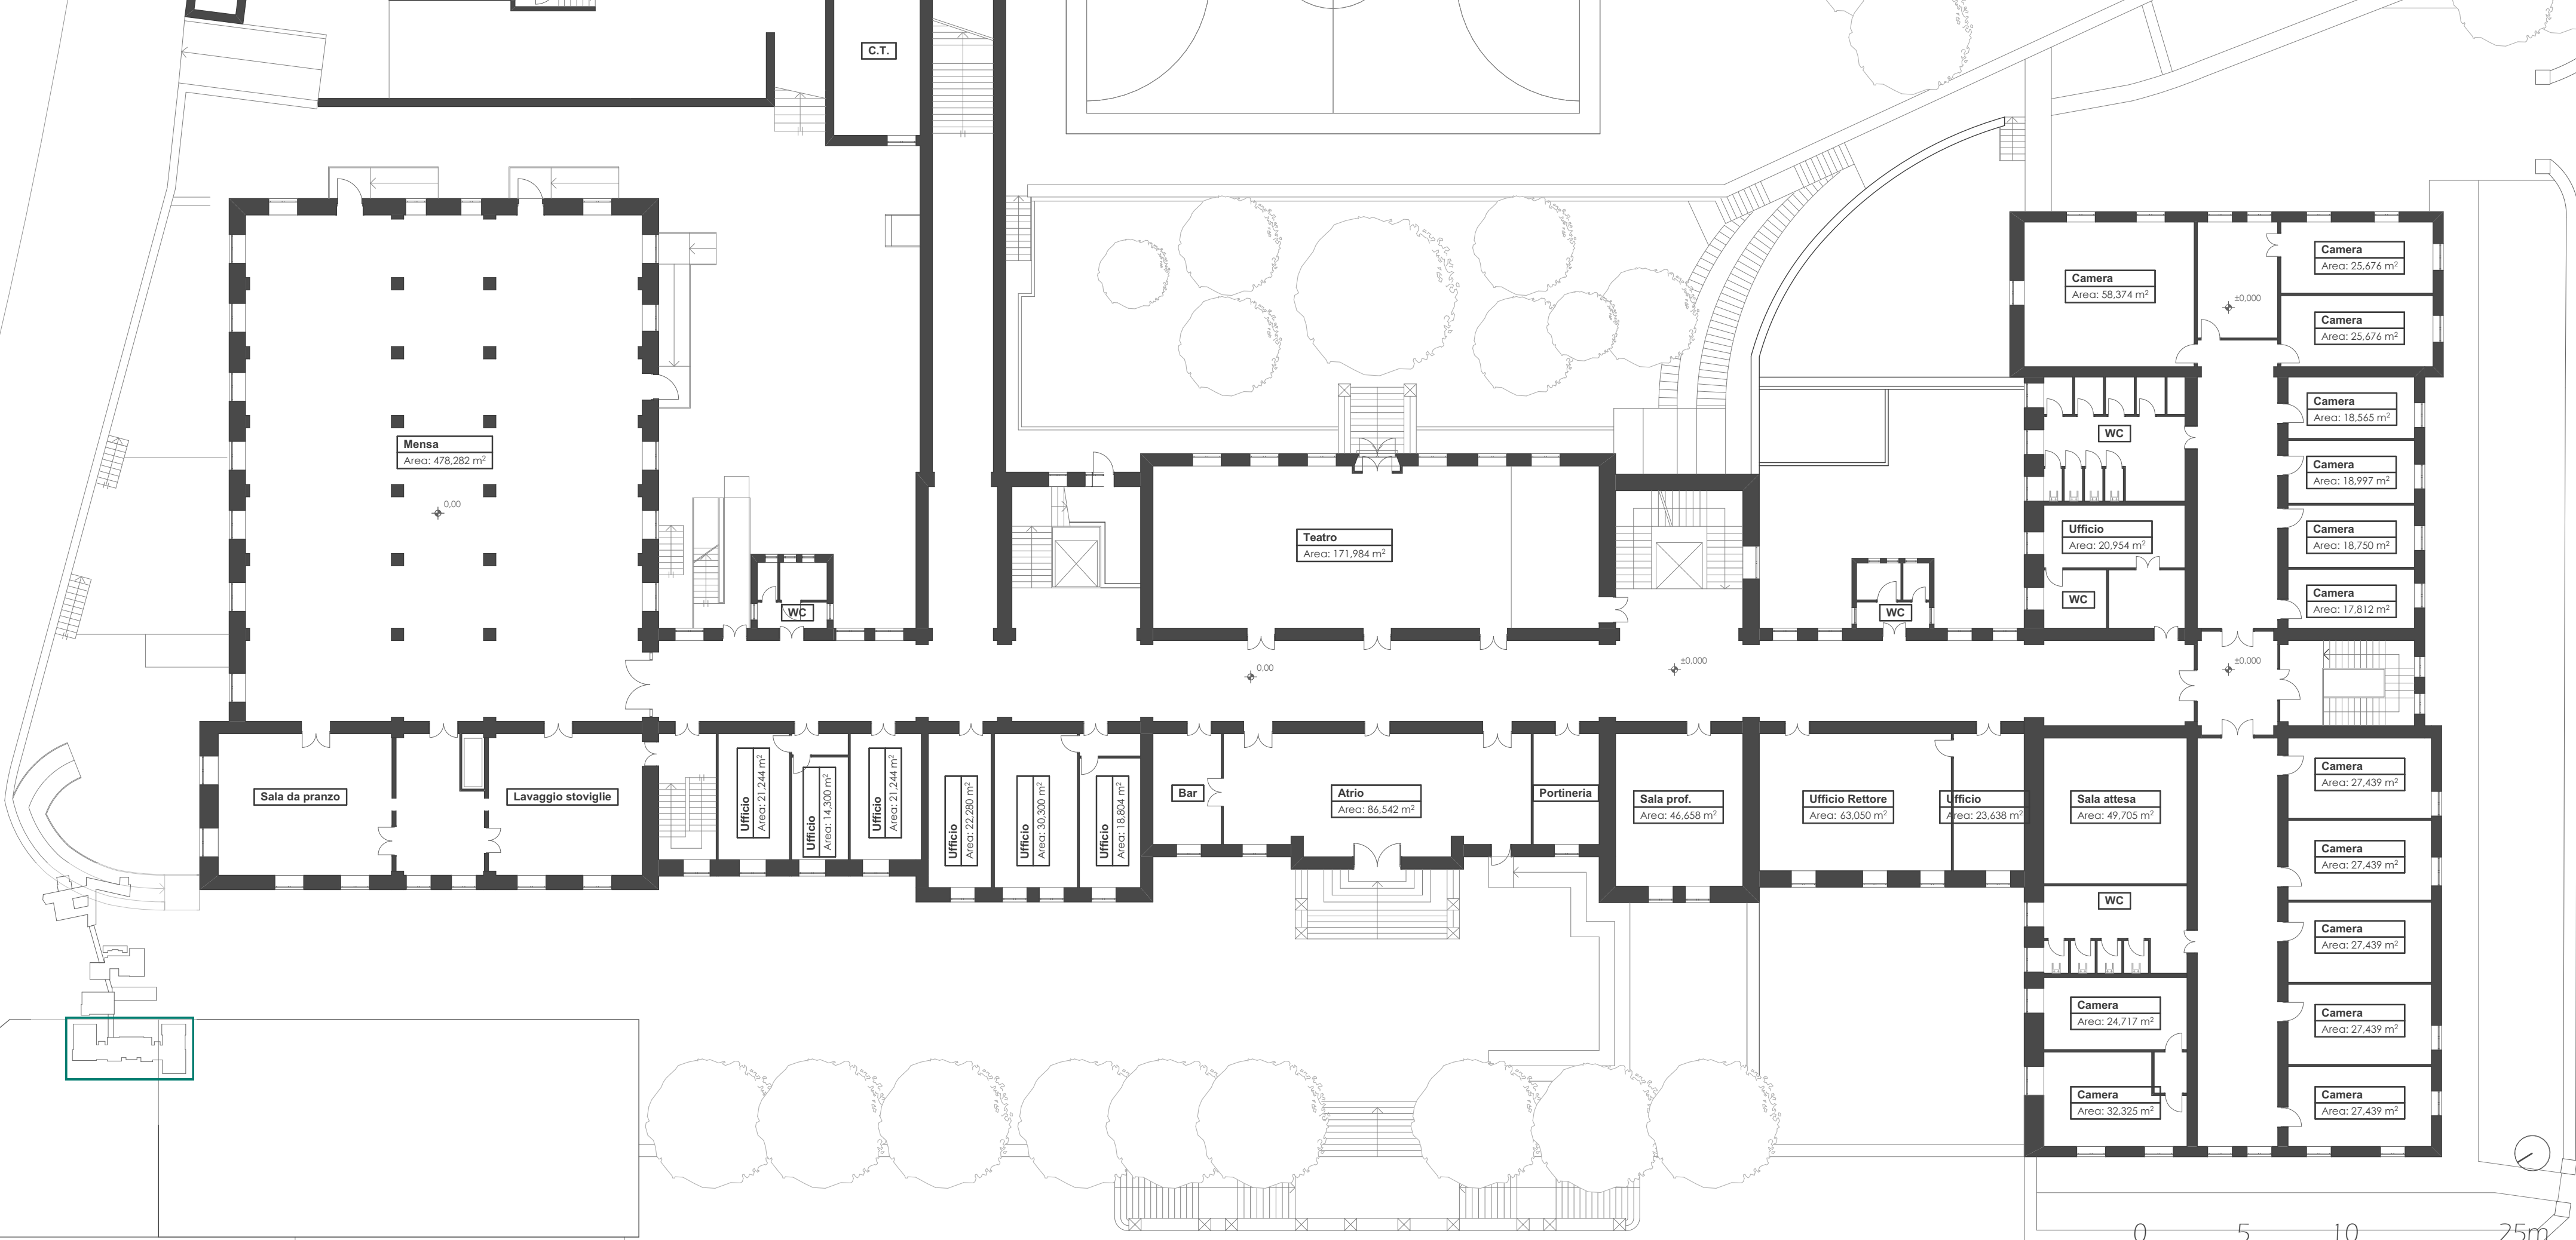 C.T.
Camera
Area: 25,676 m²
Camera
Area: 58,374 m²
±0.000
Camera
Area: 25,676 m²
Camera
Area: 18,565 m²
WC
Mensa
Area: 478,282 m²
Camera
Area: 18,997 m²
0,00
Teatro
Area: 171,984 m²
Ufficio
Area: 20,954 m²
Camera
Area: 18,750 m²
WC
WC
WC
Camera
Area: 17,812 m²
0,00
±0.000
±0.000
Sala da pranzo
Lavaggio stoviglie
Ufficio
Area: 21,244 m²
Ufficio
Area: 14,300 m²
Ufficio
Area: 21,244 m²
Ufficio
Area: 22,280 m²
Ufficio
Area: 30,300 m²
Ufficio
Area: 18,804 m²
Bar
Atrio
Area: 86,542 m²
Portineria
Sala prof.
Area: 46,658 m²
Ufficio Rettore
Area: 63,050 m²
Ufficio
Area: 23,638 m²
Sala attesa
Area: 49,705 m²
Camera
Area: 27,439 m²
Camera
Area: 27,439 m²
WC
Camera
Area: 27,439 m²
Camera
Area: 24,717 m²
Camera
Area: 27,439 m²
Camera
Area: 32,325 m²
Camera
Area: 27,439 m²
0 5 10 25m